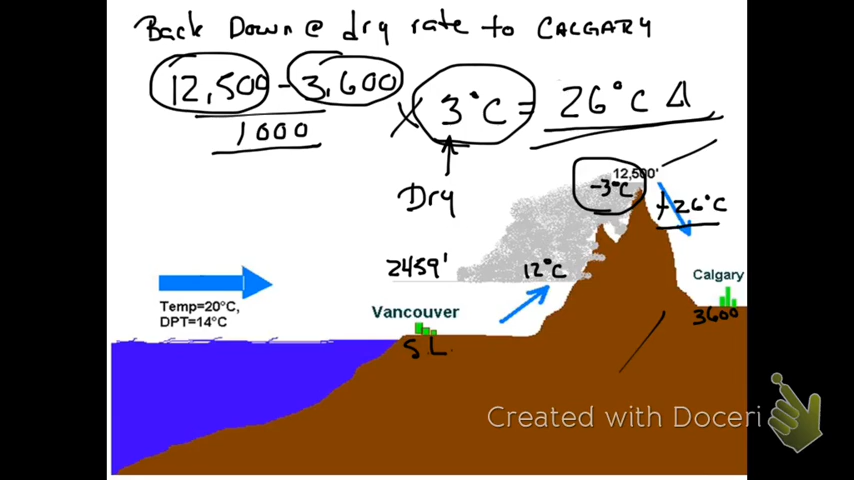 Back Down @ dry rate to CALGARY
12,500 - 3,600
1000
X 3°C = 26°C Δ
Dry
12,500'
-3°C
+26°C
2459'
12°C
Calgary
3600
Temp=20°C,
DPT=14°C
Vancouver
SL
Created with Doceri